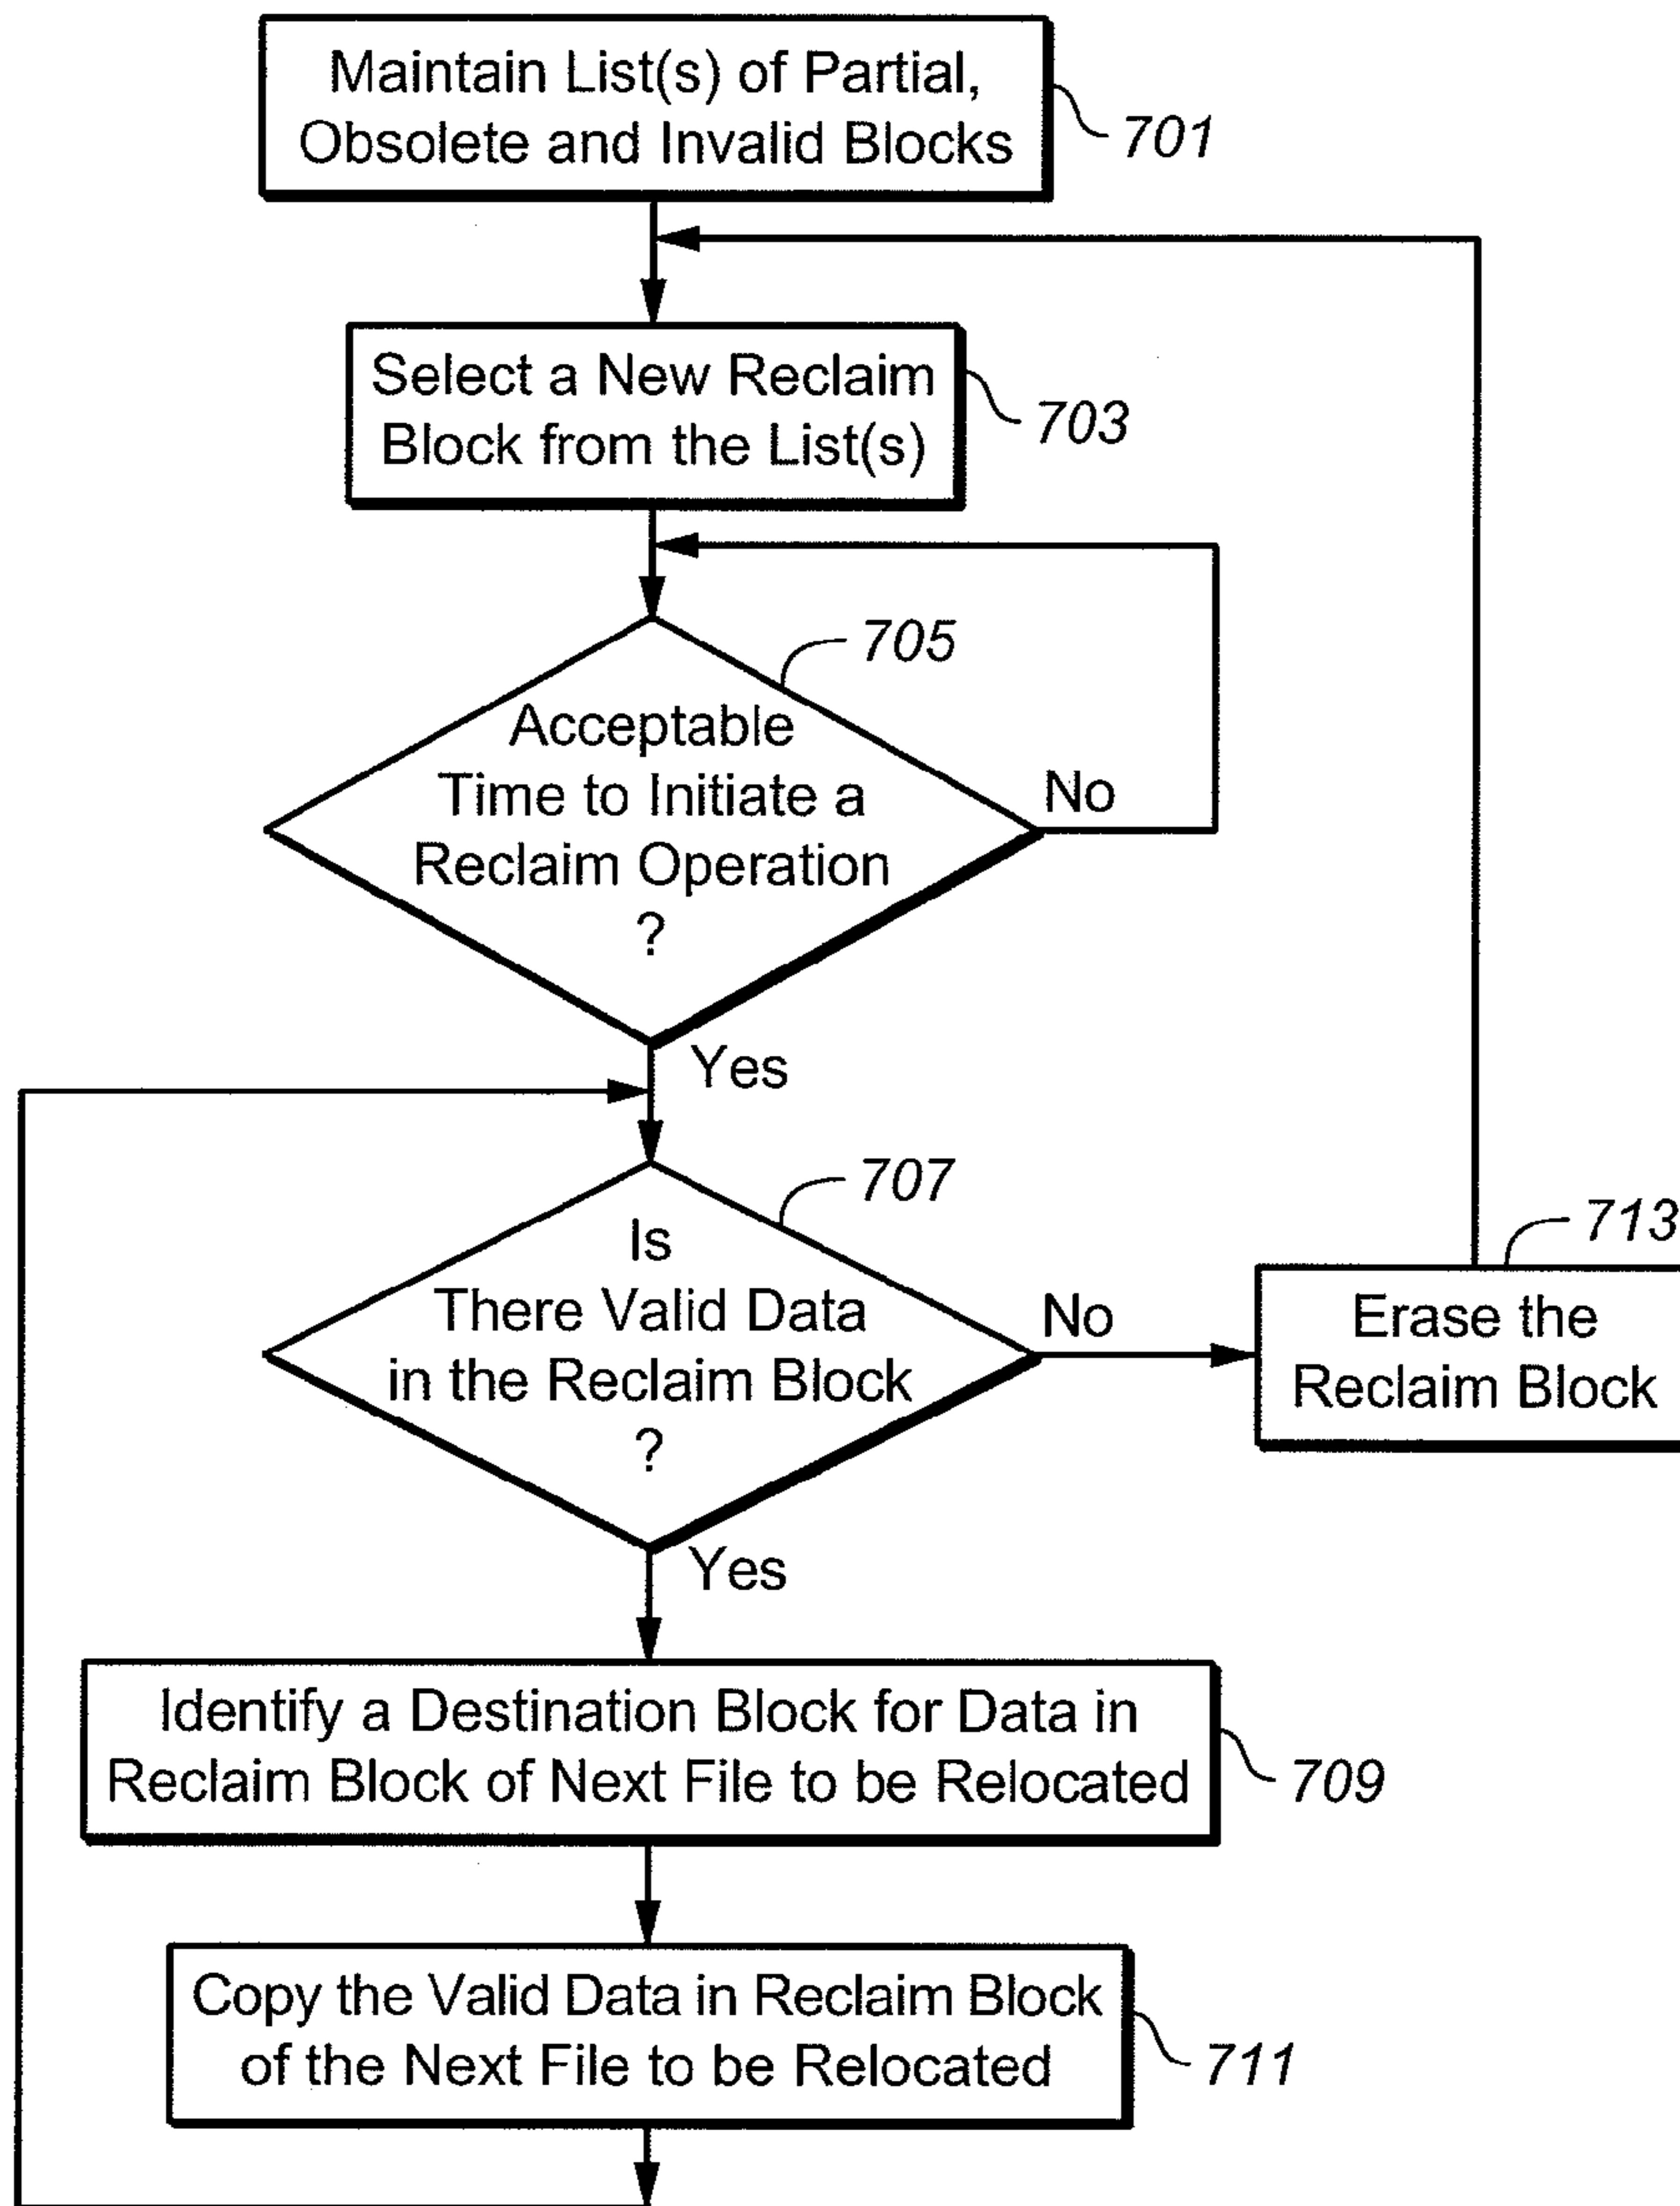 Maintain List(s) of Partial,
Obsolete and Invalid Blocks
701
Select a New Reclaim
Block from the List(s)
703
705
Acceptable
Time to Initiate a
Reclaim Operation
?
No
Yes
707
Is
There Valid Data
in the Reclaim Block
?
No
713
Erase the
Reclaim Block
Yes
Identify a Destination Block for Data in
Reclaim Block of Next File to be Relocated
709
Copy the Valid Data in Reclaim Block
of the Next File to be Relocated
711